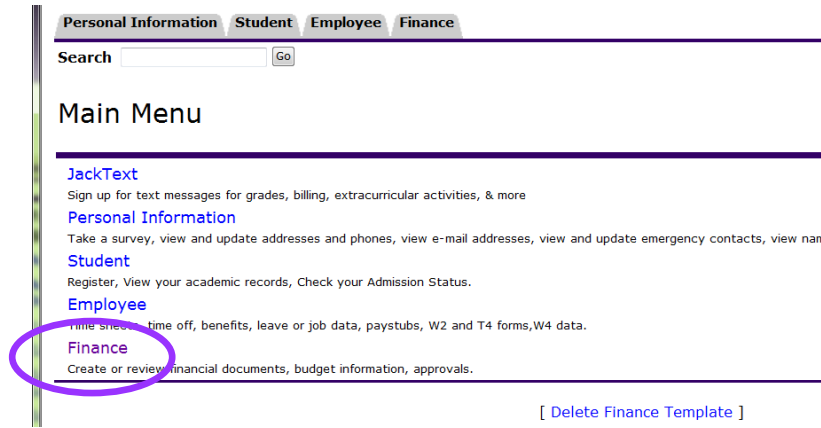 Personal Information Student Employee Finance
Search Go
Main Menu
JackText
Sign up for text messages for grades, billing, extracurricular activities, & more
Personal Information
Take a survey, view and update addresses and phones, view e-mail addresses, view and update emergency contacts, view
Student
Register, View your academic records, Check your Admission Status.
Employee
Time sheets, time off, benefits, leave or job data, paystubs, W2 and T4 forms,W4 data.
Finance
Create or review financial documents, budget information, approvals.
[ Delete Finance Template ]